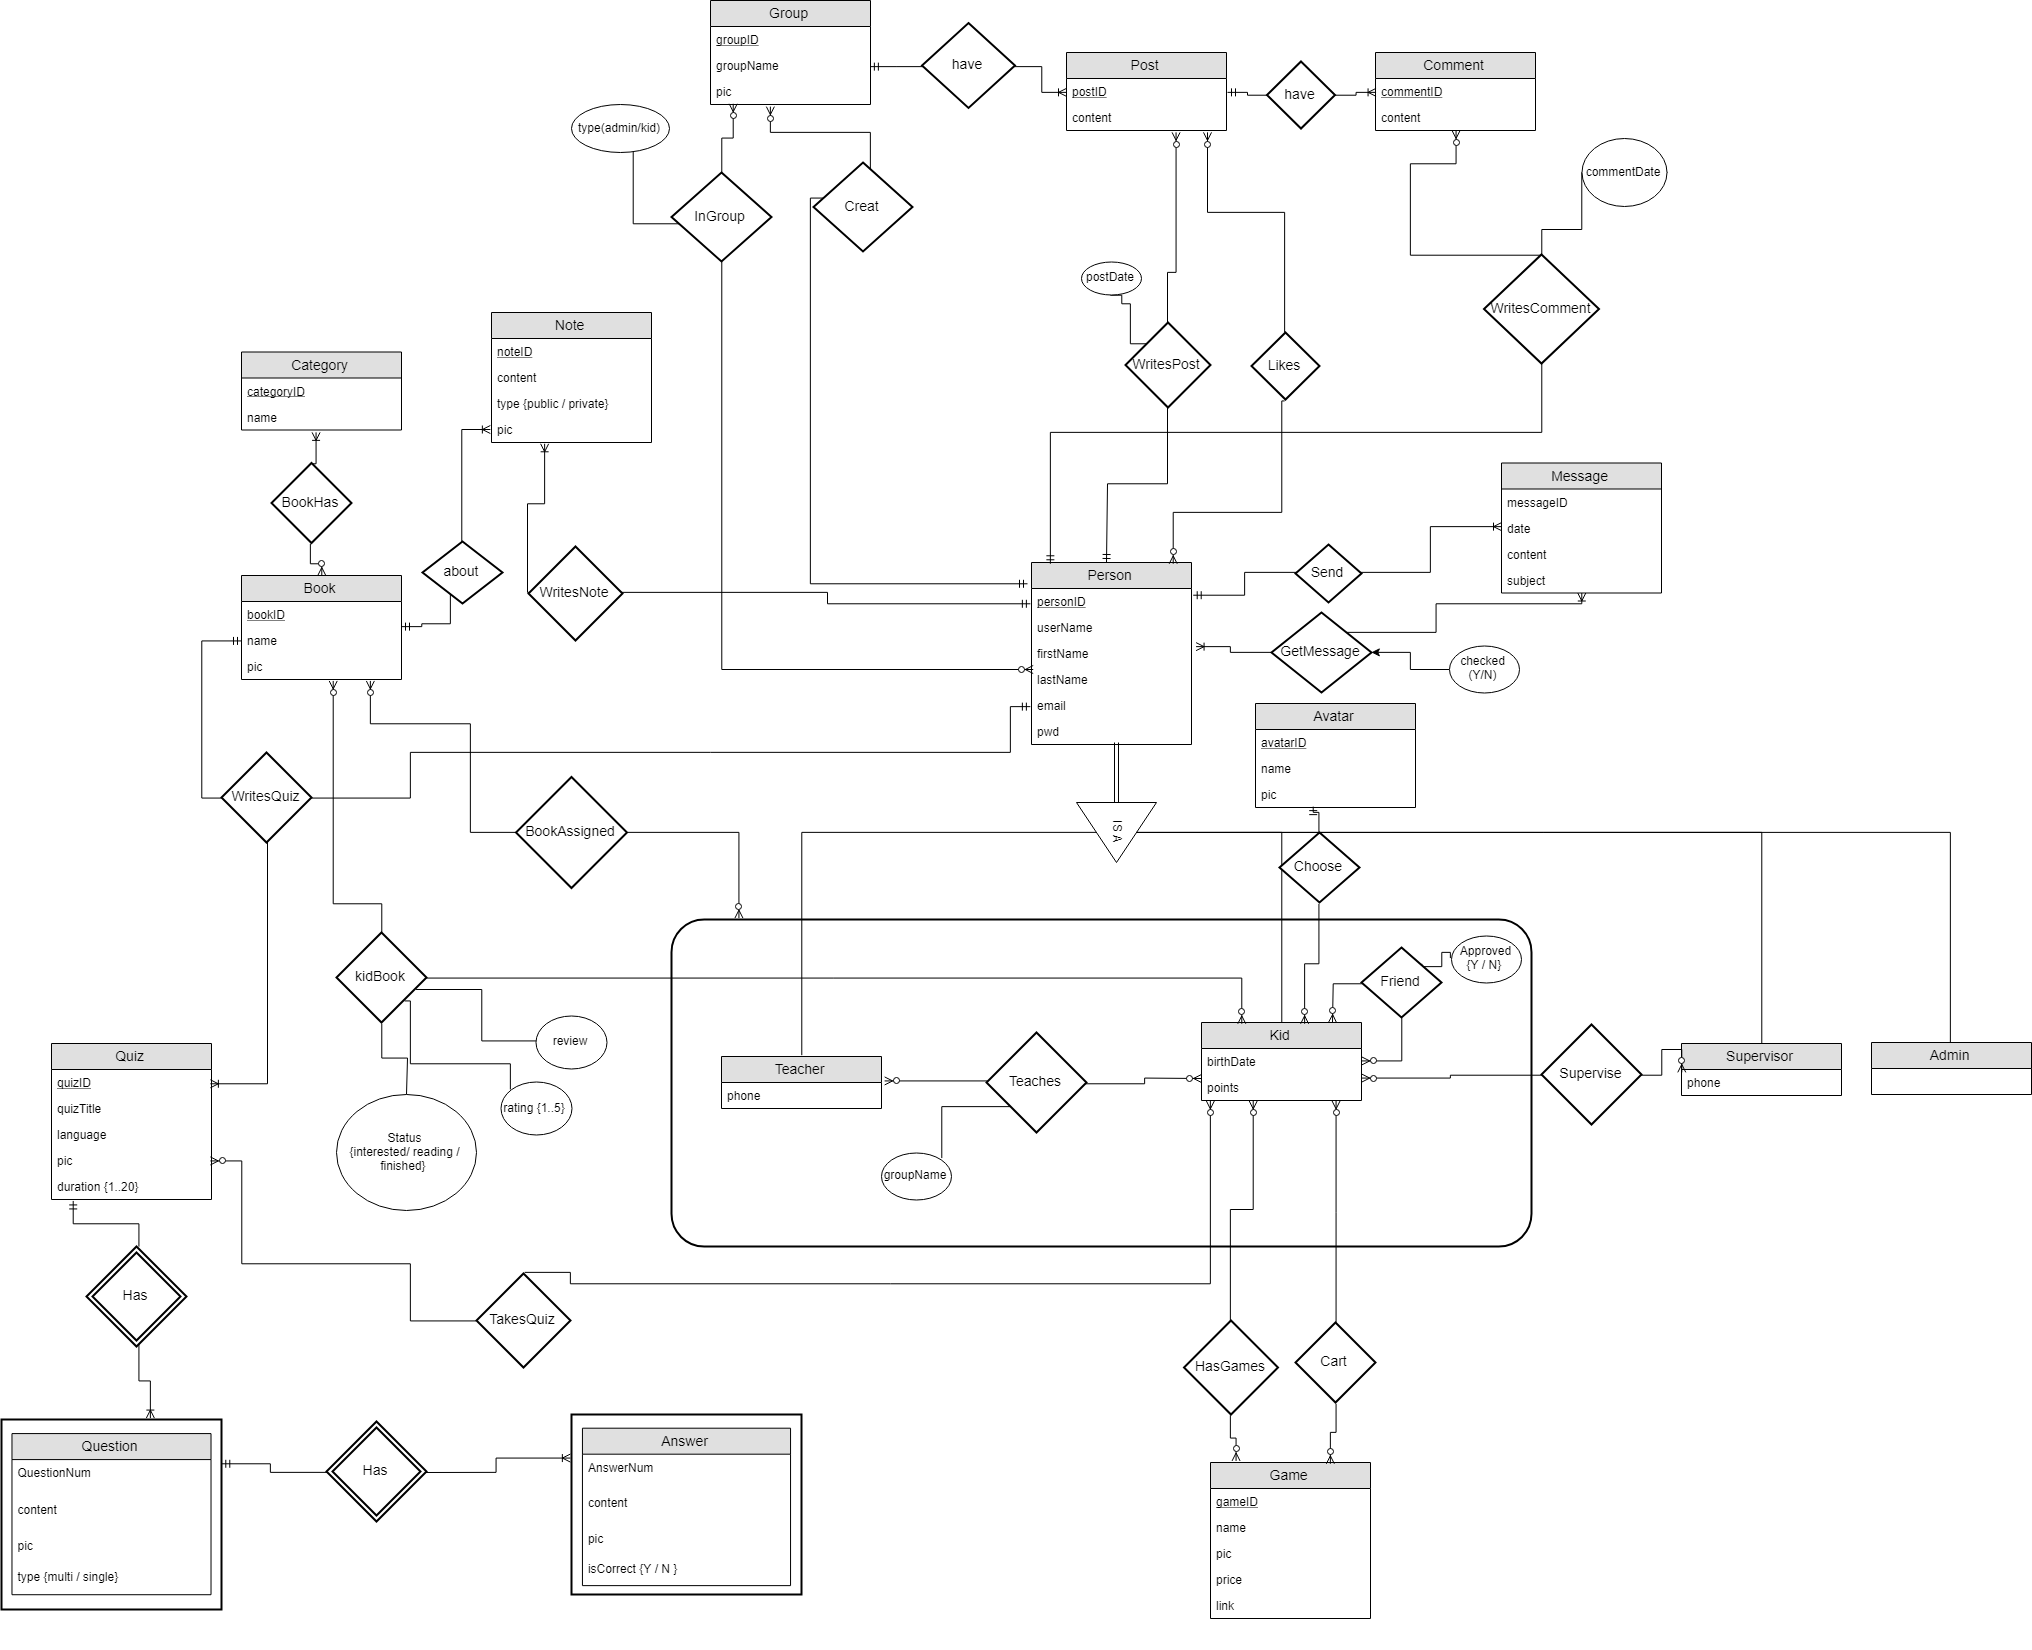 Group
groupID
groupName
pic
have
Post
postID
content
have
Comment
commentID
content
type(admin/kid)
InGroup
Creat
commentDate
postDate
WritesPost
Likes
WritesComment
Note
noteID
content
type {public / private}
pic
Category
categoryID
name
BookHas
about
Book
bookID
name
pic
WritesNote
Person
personID
userName
firstName
lastName
email
pwd
Send
Message
messageID
date
content
subject
GetMessage
checked
(Y/N)
Avatar
avatarID
name
pic
WritesQuiz
BookAssigned
IS A
Choose
kidBook
review
rating {1..5}
Status
{interested/ reading /
finished}
Friend
Approved
{Y / N}
Teacher
phone
Teaches
groupName
Kid
birthDate
points
Supervise
Supervisor
phone
Admin
Quiz
quizID
quizTitle
language
pic
duration {1..20}
Has
TakesQuiz
HasGames
Cart
Question
QuestionNum
content
pic
type {multi / single}
Has
Answer
AnswerNum
content
pic
isCorrect {Y / N }
Game
gameID
name
pic
price
link